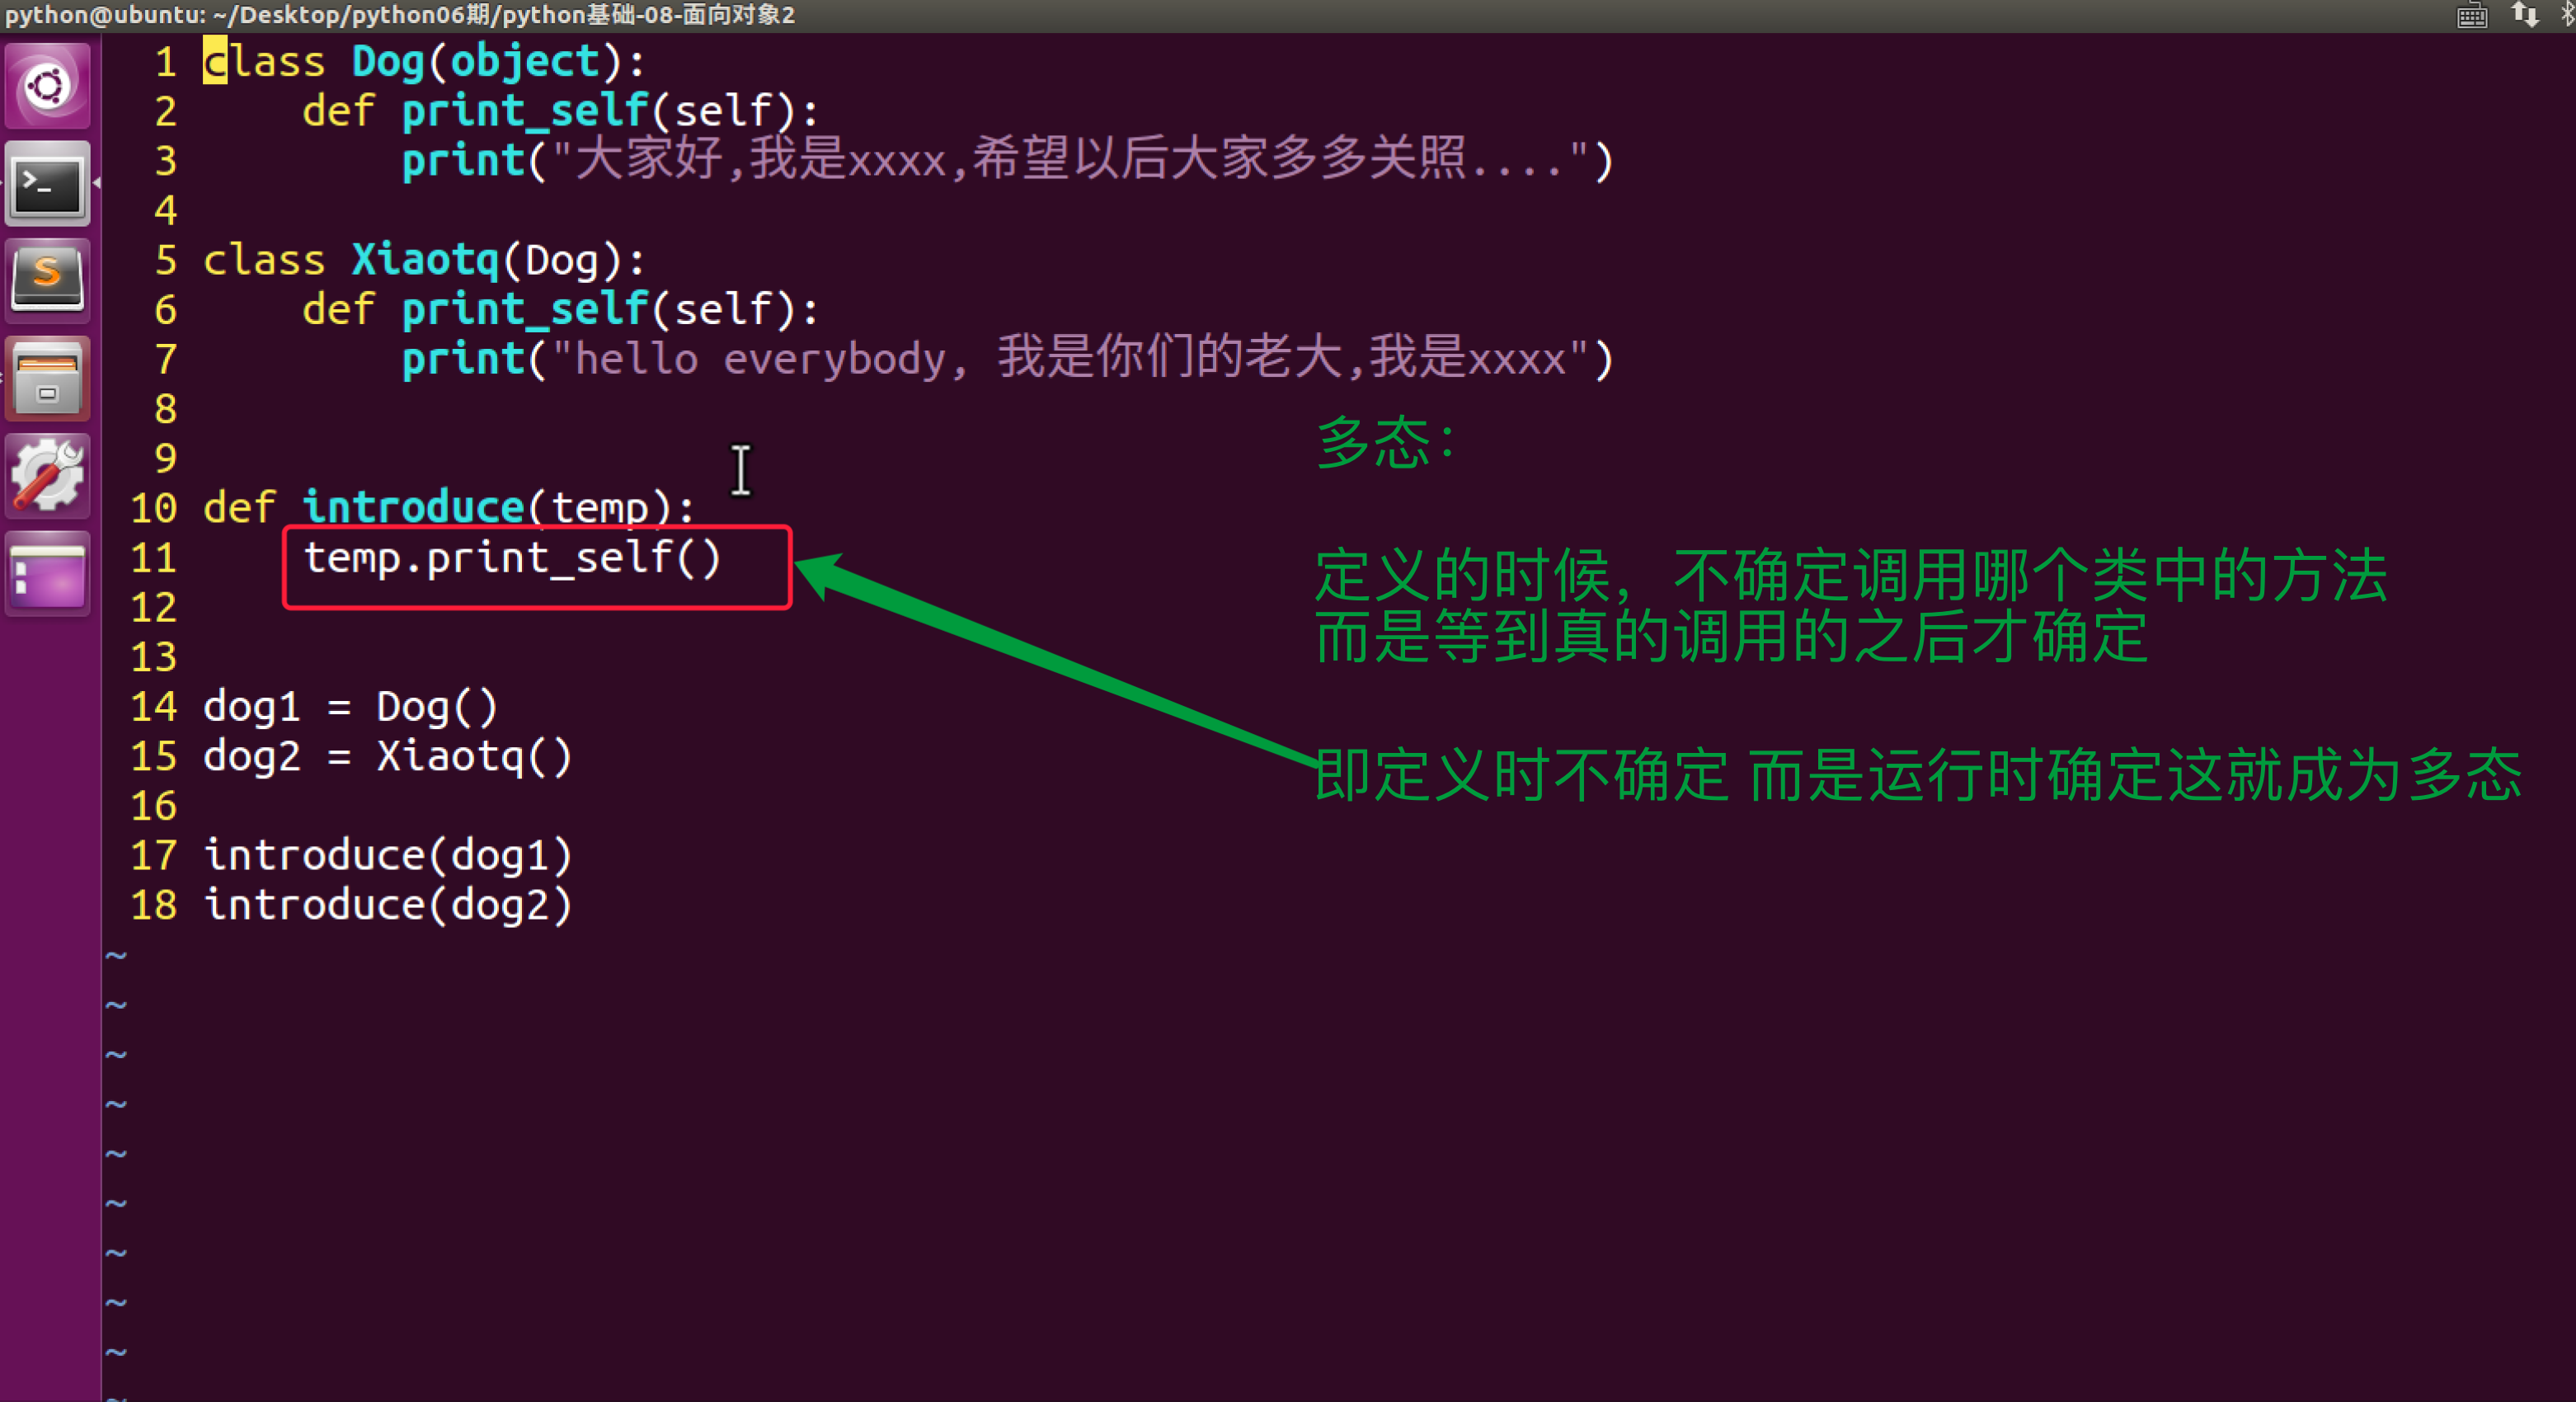 python@ubuntu: ~/Desktop/python06期/python基础-08-面向对象2
1 class Dog(object):
2     def print_self(self):
3         print("大家好,我是xxxx,希望以后大家多多关照....")
4
5 class Xiaotq(Dog):
6     def print_self(self):
7         print("hello everybody, 我是你们的老大,我是xxxx")
8
多态：
9
10 def introduce(temp):
11     temp.print_self()
定义的时候，不确定调用哪个类中的方法
12
而是等到真的调用的之后才确定
13
14 dog1 = Dog()
15 dog2 = Xiaotq()
即定义时不确定 而是运行时确定这就成为多态
16
17 introduce(dog1)
18 introduce(dog2)
~
~
~
~
~
~
~
~
~
~